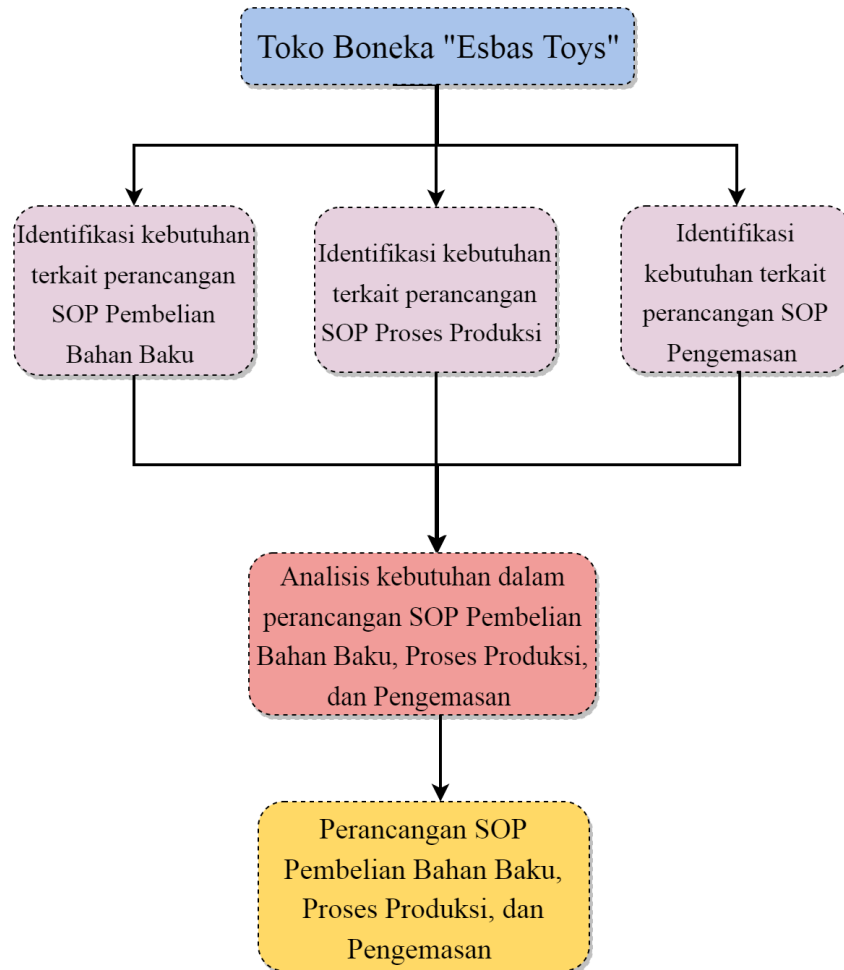 Toko Boneka "Esbas Toys"
Identifikasi kebutuhan
terkait perancangan
SOP Pembelian
Bahan Baku
Identifikasi kebutuhan
terkait perancangan
SOP Proses Produksi
Identifikasi
kebutuhan terkait
perancangan SOP
Pengemasan
Analisis kebutuhan dalam
perancangan SOP Pembelian
Bahan Baku, Proses Produksi,
dan Pengemasan
Perancangan SOP
Pembelian Bahan Baku,
Proses Produksi, dan
Pengemasan